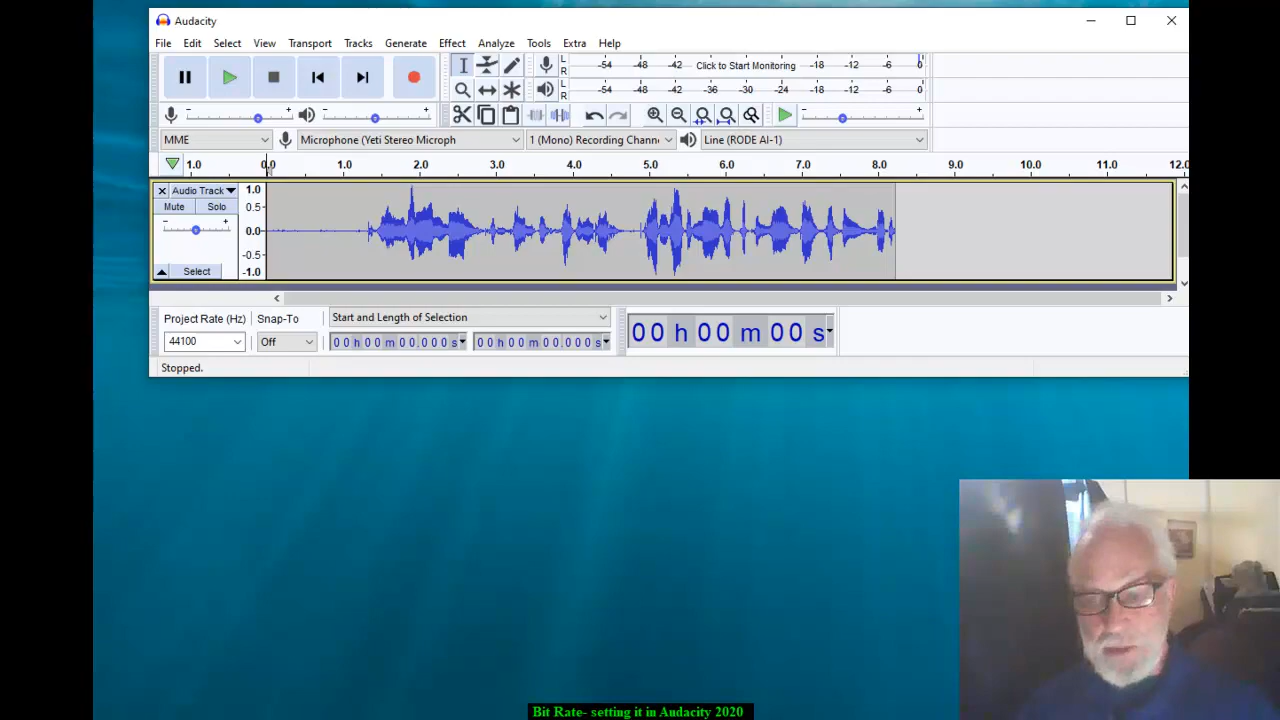 Audacity
File Edit Select View Transport Tracks Generate Effect Analyze Tools Extra Help
L R -54 -48 -42 Click to Start Monitoring -18 -12 -6 0
L R -54 -48 -42 -36 -30 -24 -18 -12 -6 0
- + - + - +
MME Microphone (Yeti Stereo Microph 1 (Mono) Recording Chann Line (RODE AI-1)
1.0 0.0 1.0 2.0 3.0 4.0 5.0 6.0 7.0 8.0 9.0 10.0 11.0 12.0
Audio Track 1.0
Mute Solo 0.5
- + 0.0
-0.5
Select -1.0
Project Rate (Hz) Snap-To Start and Length of Selection
44100 Off 00 h 00 m 00.000 s 00 h 00 m 00.000 s 00 h 00 m 00 s
Stopped.
Bit Rate- setting it in Audacity 2020